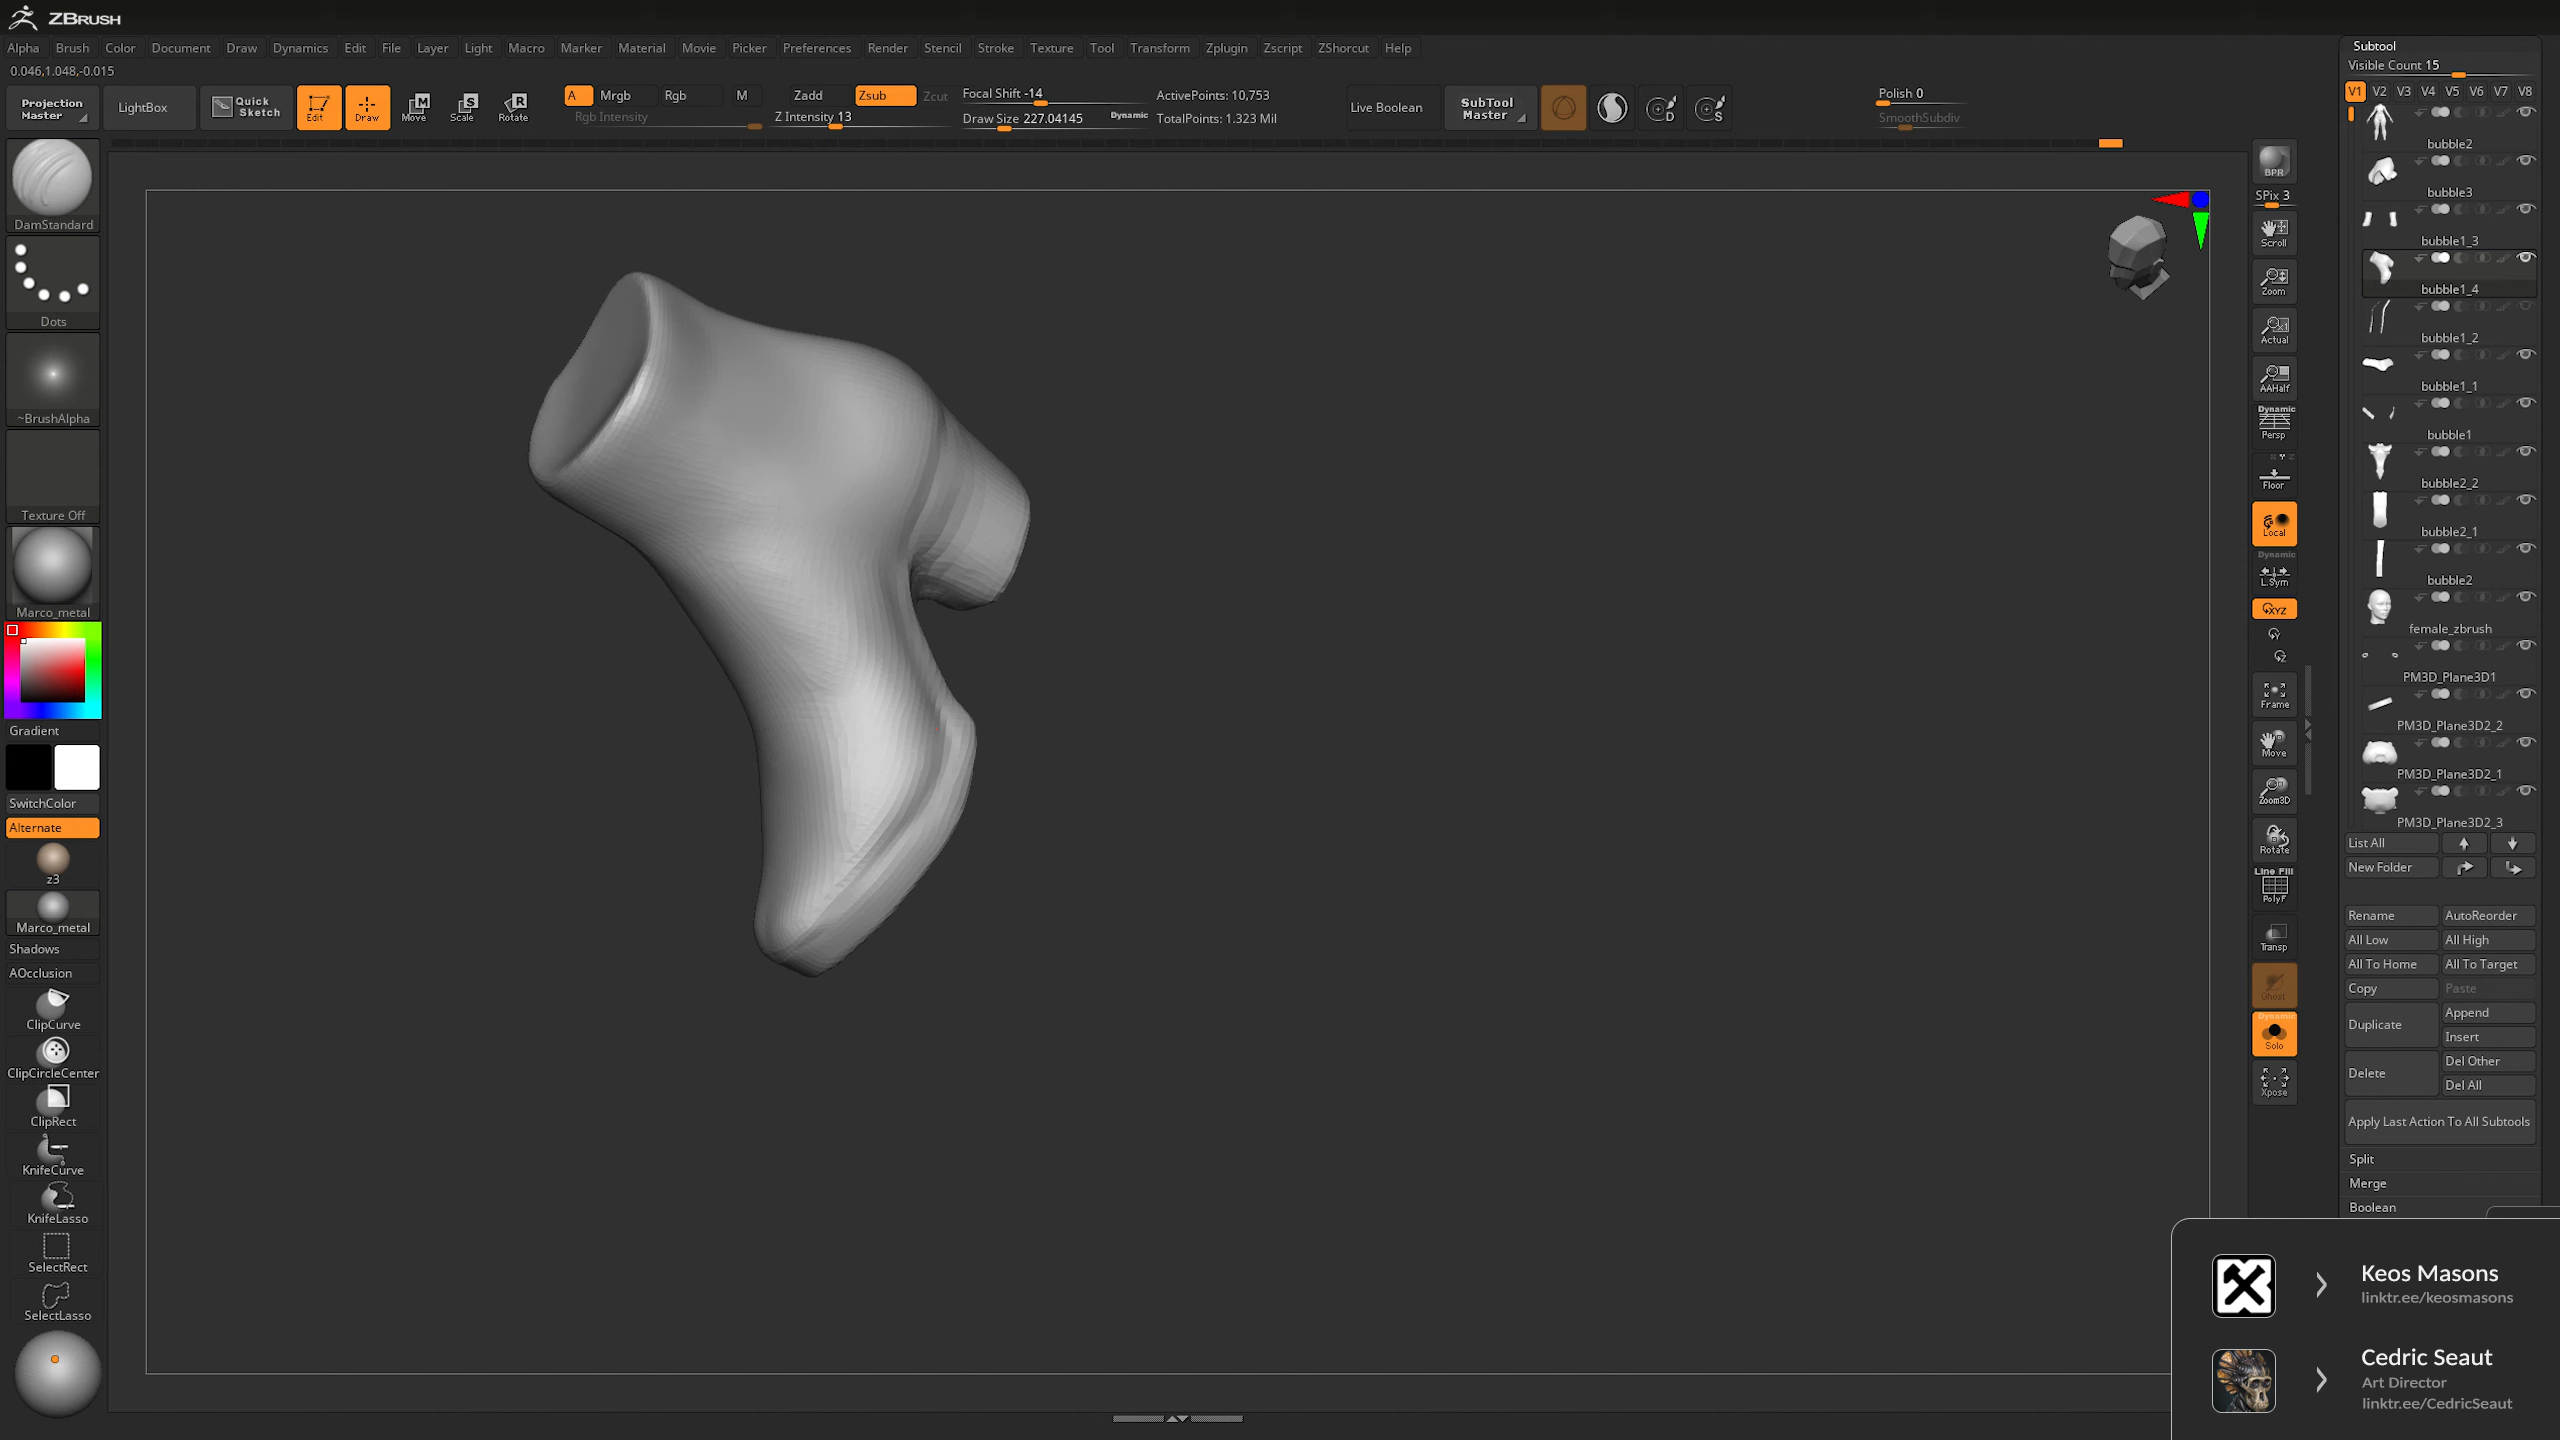 ZBRUSH
Alpha Brush Color Document Draw Dynamics Edit File Layer Light Macro Marker Material Movie Picker Preferences Render Stencil Stroke Texture Tool Transform Zplugin Zscript ZShorcut Help
0.046,1.048,-0.015
Projection Master
LightBox
Quick Sketch
Edit
Draw
Move
Scale
Rotate
A Mrgb Rgb M
Rgb Intensity
Zadd Zsub Zcut
Z Intensity 13
Focal Shift -14
Draw Size 227.04145
Dynamic
ActivePoints: 10,753
TotalPoints: 1.323 Mil
Live Boolean
SubTool Master
Polish 0
SmoothSubdiv
DamStandard
Dots
~BrushAlpha
Texture Off
Marco_metal
Gradient
SwitchColor
Alternate
z3
Marco_metal
Shadows
AOcclusion
ClipCurve
ClipCircleCenter
ClipRect
KnifeCurve
KnifeLasso
SelectRect
SelectLasso
BPR
SPix 3
Scroll
Zoom
Actual
AAHalf
Dynamic
Persp
Floor
Local
Dynamic
L.Sym
XYZ
Frame
Move
Zoom3D
Rotate
Line Fill
PolyF
Transp
Ghost
Dynamic
Solo
Xpose
Subtool
Visible Count 15
V1 V2 V3 V4 V5 V6 V7 V8
bubble2
bubble3
bubble1_3
bubble1_4
bubble1_2
bubble1_1
bubble1
bubble2_2
bubble2_1
bubble2
female_zbrush
PM3D_Plane3D1
PM3D_Plane3D2_2
PM3D_Plane3D2_1
PM3D_Plane3D2_3
List All
New Folder
Rename AutoReorder
All Low All High
All To Home All To Target
Copy Paste
Duplicate Append
Insert
Delete Del Other
Del All
Apply Last Action To All Subtools
Split
Merge
Boolean
Keos Masons
linktr.ee/keosmasons
Cedric Seaut
Art Director
linktr.ee/CedricSeaut